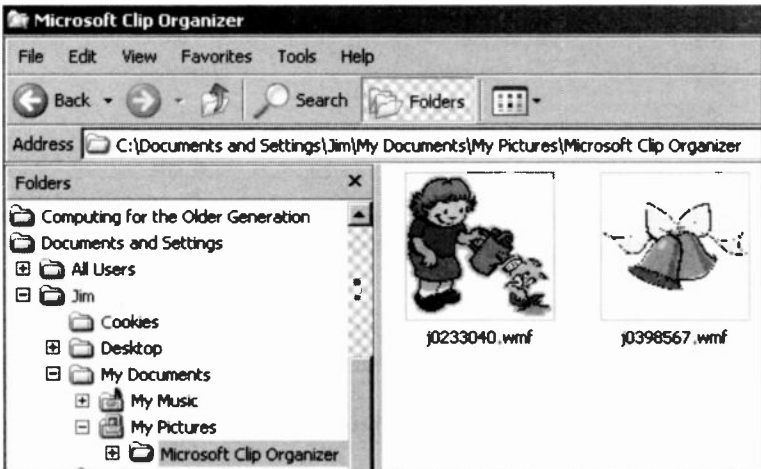 Microsoft Clip Organizer
File Edit View Favorites Tools Help
Back Search Folders
Address C:\Documents and Settings\Jim\My Documents\My Pictures\Microsoft Clip Organizer
Folders x
Computing for the Older Generation
Documents and Settings
All Users
Jim
Cookies
Desktop
My Documents
My Music
My Pictures
Microsoft Clip Organizer
j0233040.wmf j0398567.wmf